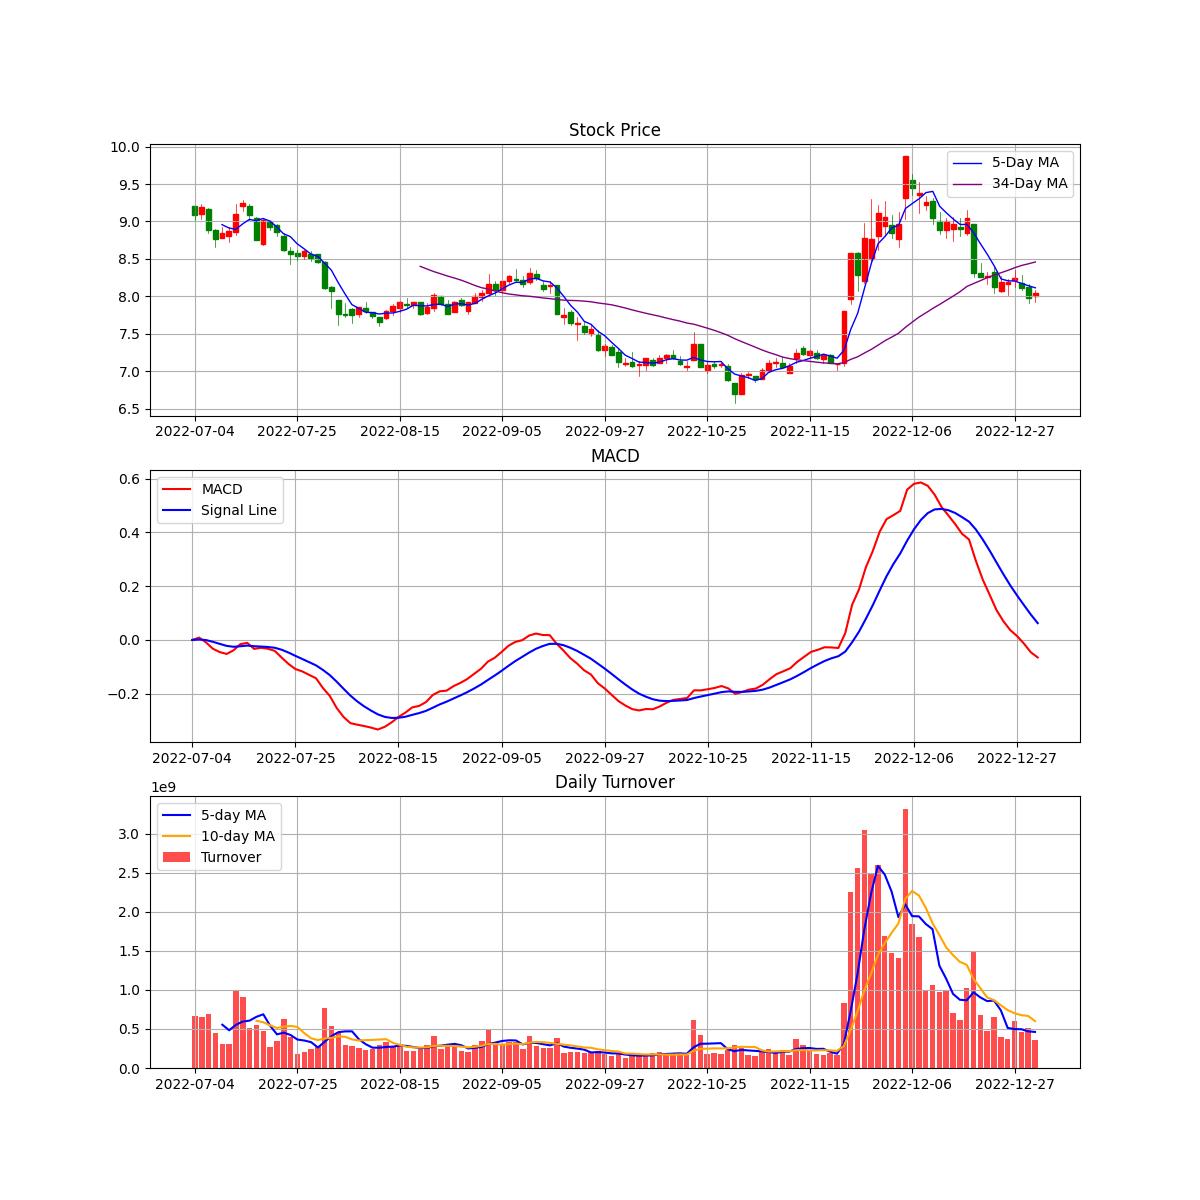 Stock Price
10.0
9.5
9.0
8.5
8.0
7.5
7.0
6.5
5-Day MA
34-Day MA
2022-07-04 2022-07-25 2022-08-15 2022-09-05 2022-09-27 2022-10-25 2022-11-15 2022-12-06 2022-12-27
MACD
0.6
0.4
0.2
0.0
−0.2
MACD
Signal Line
2022-07-04 2022-07-25 2022-08-15 2022-09-05 2022-09-27 2022-10-25 2022-11-15 2022-12-06 2022-12-27
Daily Turnover
1e9
3.0
2.5
2.0
1.5
1.0
0.5
0.0
5-day MA
10-day MA
Turnover
2022-07-04 2022-07-25 2022-08-15 2022-09-05 2022-09-27 2022-10-25 2022-11-15 2022-12-06 2022-12-27